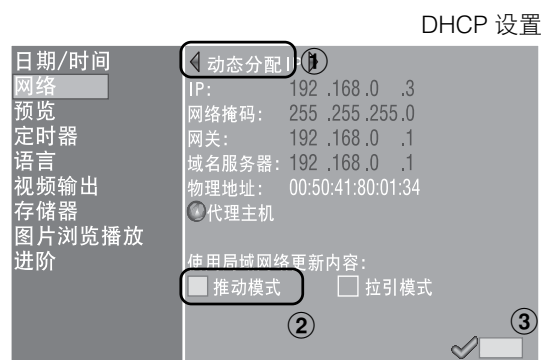 DHCP 设置
日期/时间
网络
预览
定时器
语言
视频输出
存储器
图片浏览播放
进阶
动态分配 IP ①
IP: 192 .168 .0 .3
网络掩码: 255 .255 .255 .0
网关: 192 .168 .0 .1
域名服务器: 192 .168 .0 .1
物理地址: 00:50:41:80:01:34
代理主机
使用局域网络更新内容:
推动模式 拉引模式
② ③